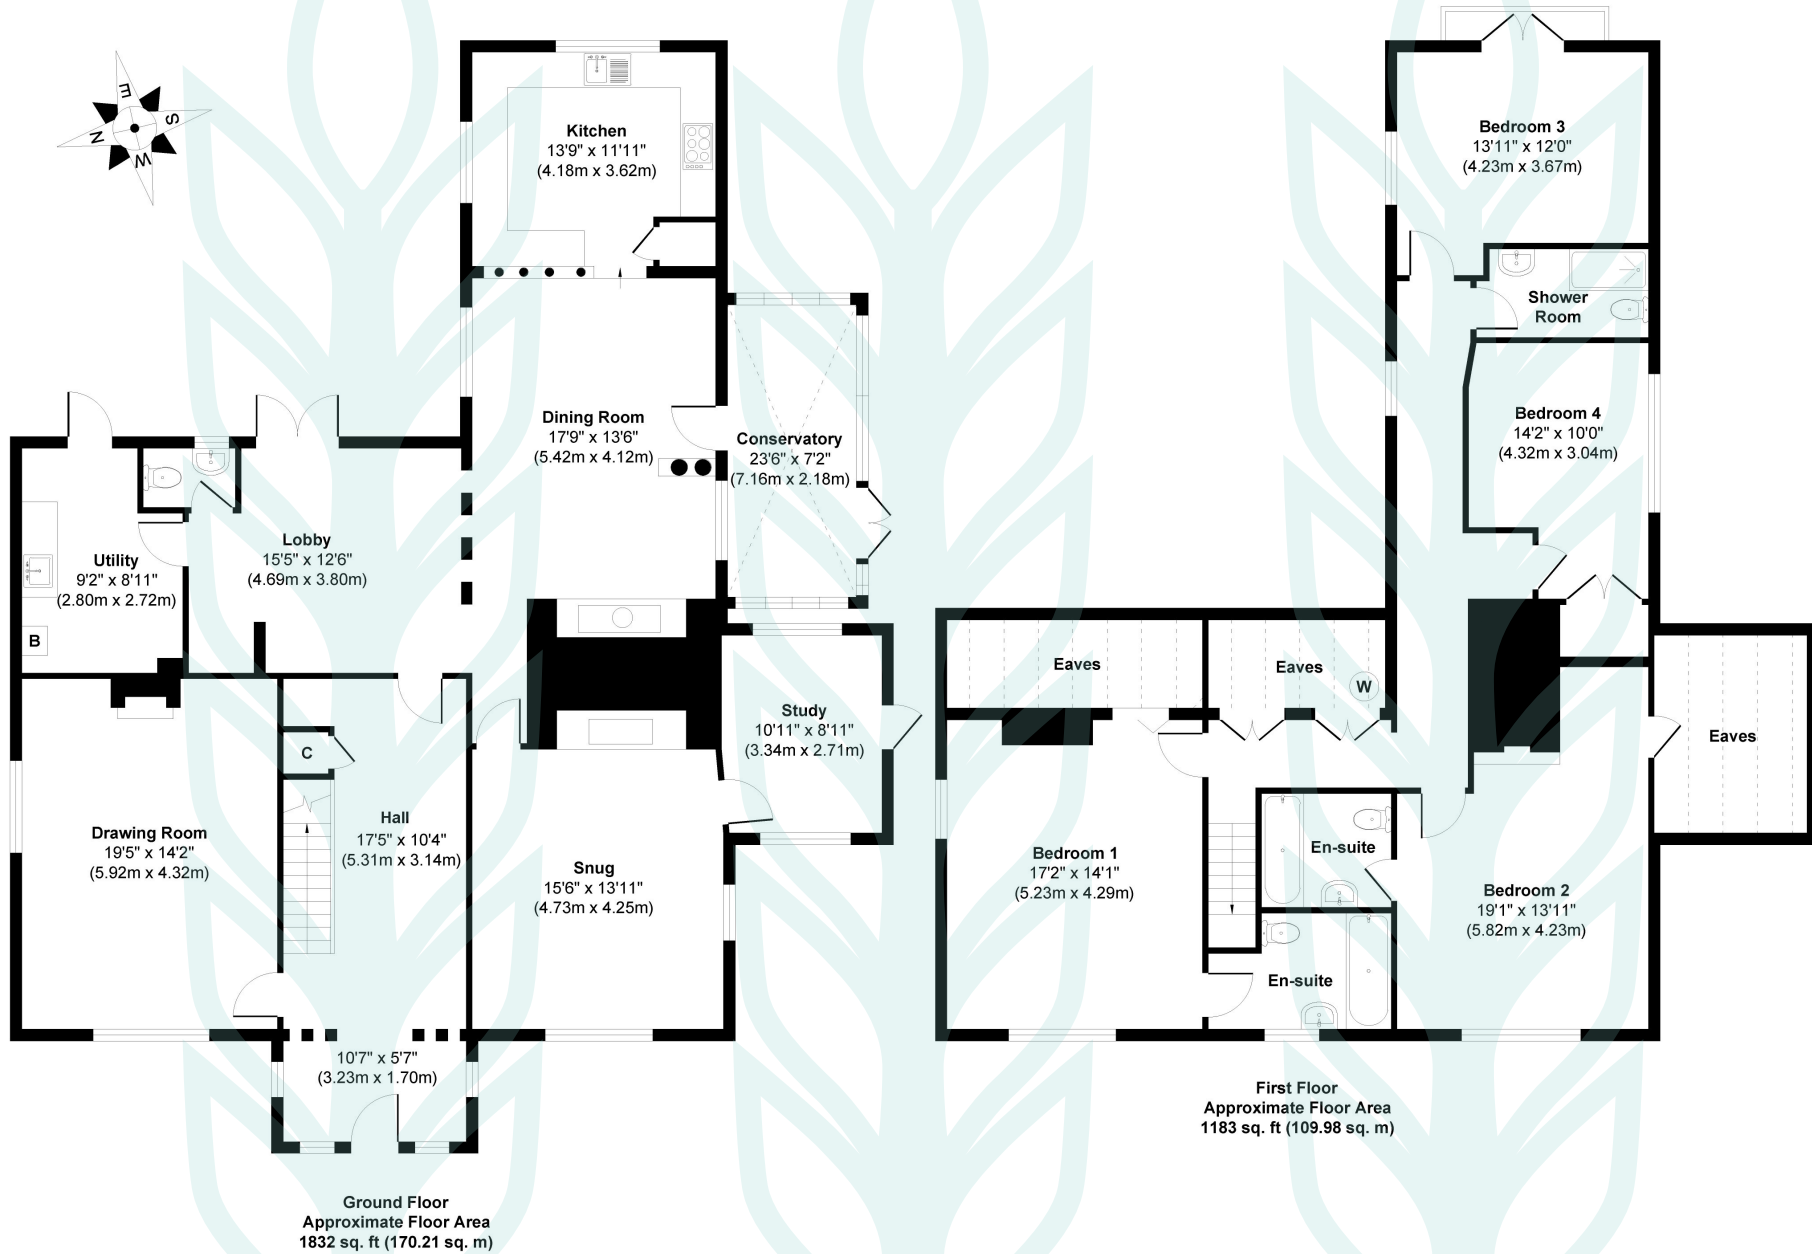 E
S
N
W
Kitchen
13'9" x 11'11"
(4.18m x 3.62m)
Dining Room
17'9" x 13'6"
(5.42m x 4.12m)
Conservatory
23'6" x 7'2"
(7.16m x 2.18m)
Lobby
15'5" x 12'6"
(4.69m x 3.80m)
Utility
9'2" x 8'11"
(2.80m x 2.72m)
B
Study
10'11" x 8'11"
(3.34m x 2.71m)
C
Hall
17'5" x 10'4"
(5.31m x 3.14m)
Drawing Room
19'5" x 14'2"
(5.92m x 4.32m)
Snug
15'6" x 13'11"
(4.73m x 4.25m)
10'7" x 5'7"
(3.23m x 1.70m)
Ground Floor
Approximate Floor Area
1832 sq. ft (170.21 sq. m)
Bedroom 3
13'11" x 12'0"
(4.23m x 3.67m)
Shower
Room
Bedroom 4
14'2" x 10'0"
(4.32m x 3.04m)
Eaves
Eaves
W
Eaves
Bedroom 1
17'2" x 14'1"
(5.23m x 4.29m)
En-suite
Bedroom 2
19'1" x 13'11"
(5.82m x 4.23m)
En-suite
First Floor
Approximate Floor Area
1183 sq. ft (109.98 sq. m)